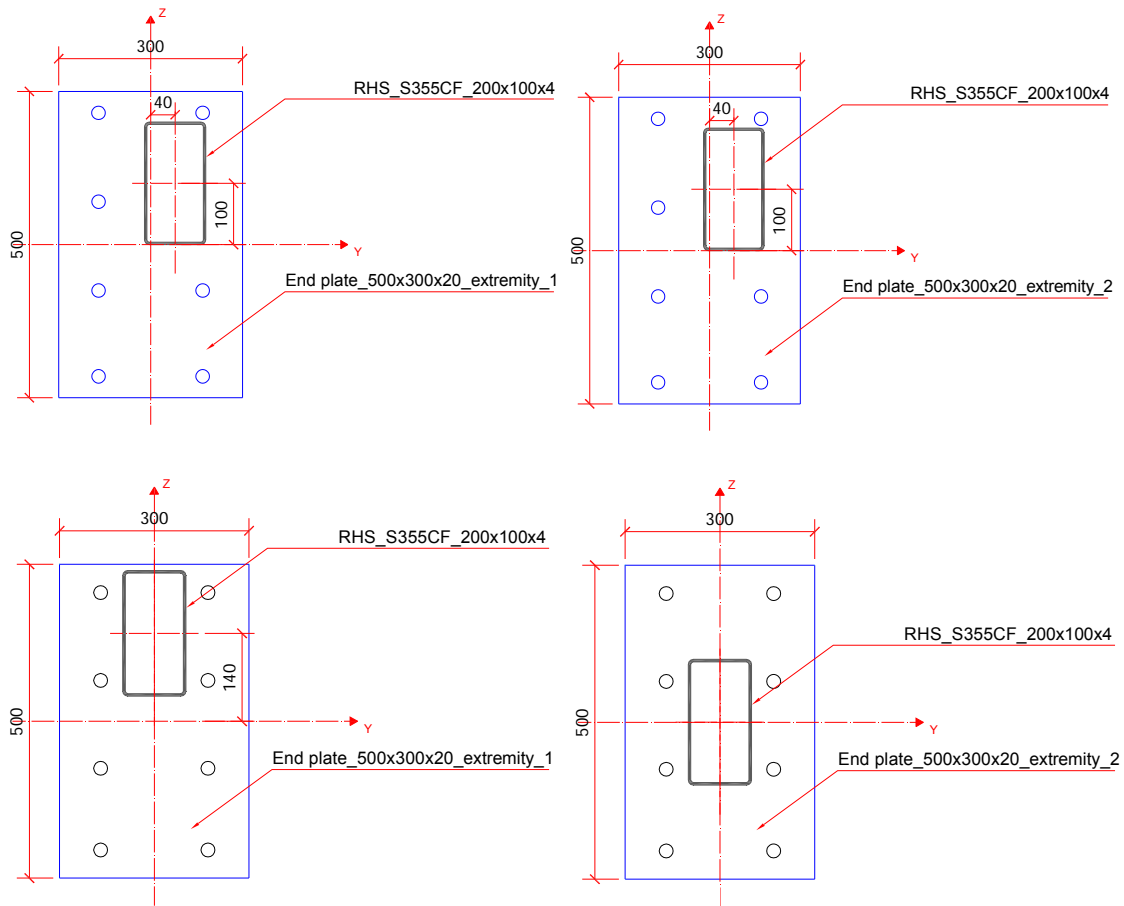 Z
300
RHS_S355CF_200x100x4
40
100
500
Y
End plate_500x300x20_extremity_1
Z
300
RHS_S355CF_200x100x4
40
100
500
Y
End plate_500x300x20_extremity_2
Z
300
RHS_S355CF_200x100x4
140
500
Y
End plate_500x300x20_extremity_1
Z
300
RHS_S355CF_200x100x4
500
Y
End plate_500x300x20_extremity_2